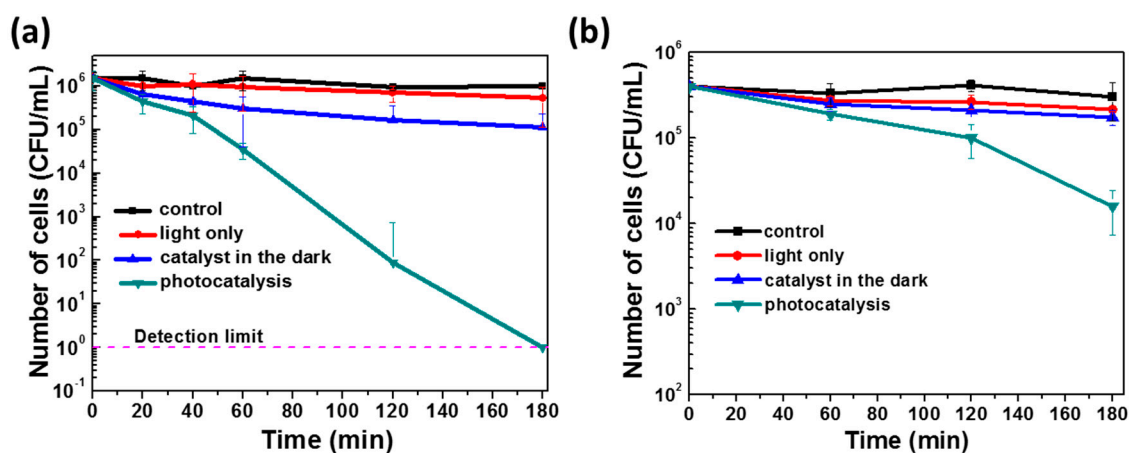 (a)
Number of cells (CFU/mL)
10^6
10^5
10^4
10^3
10^2
10^1
10^0
10^-1
control
light only
catalyst in the dark
photocatalysis
Detection limit
0 20 40 60 80 100 120 140 160 180
Time (min)
(b)
Number of cells (CFU/mL)
10^6
10^5
10^4
10^3
10^2
control
light only
catalyst in the dark
photocatalysis
0 20 40 60 80 100 120 140 160 180
Time (min)